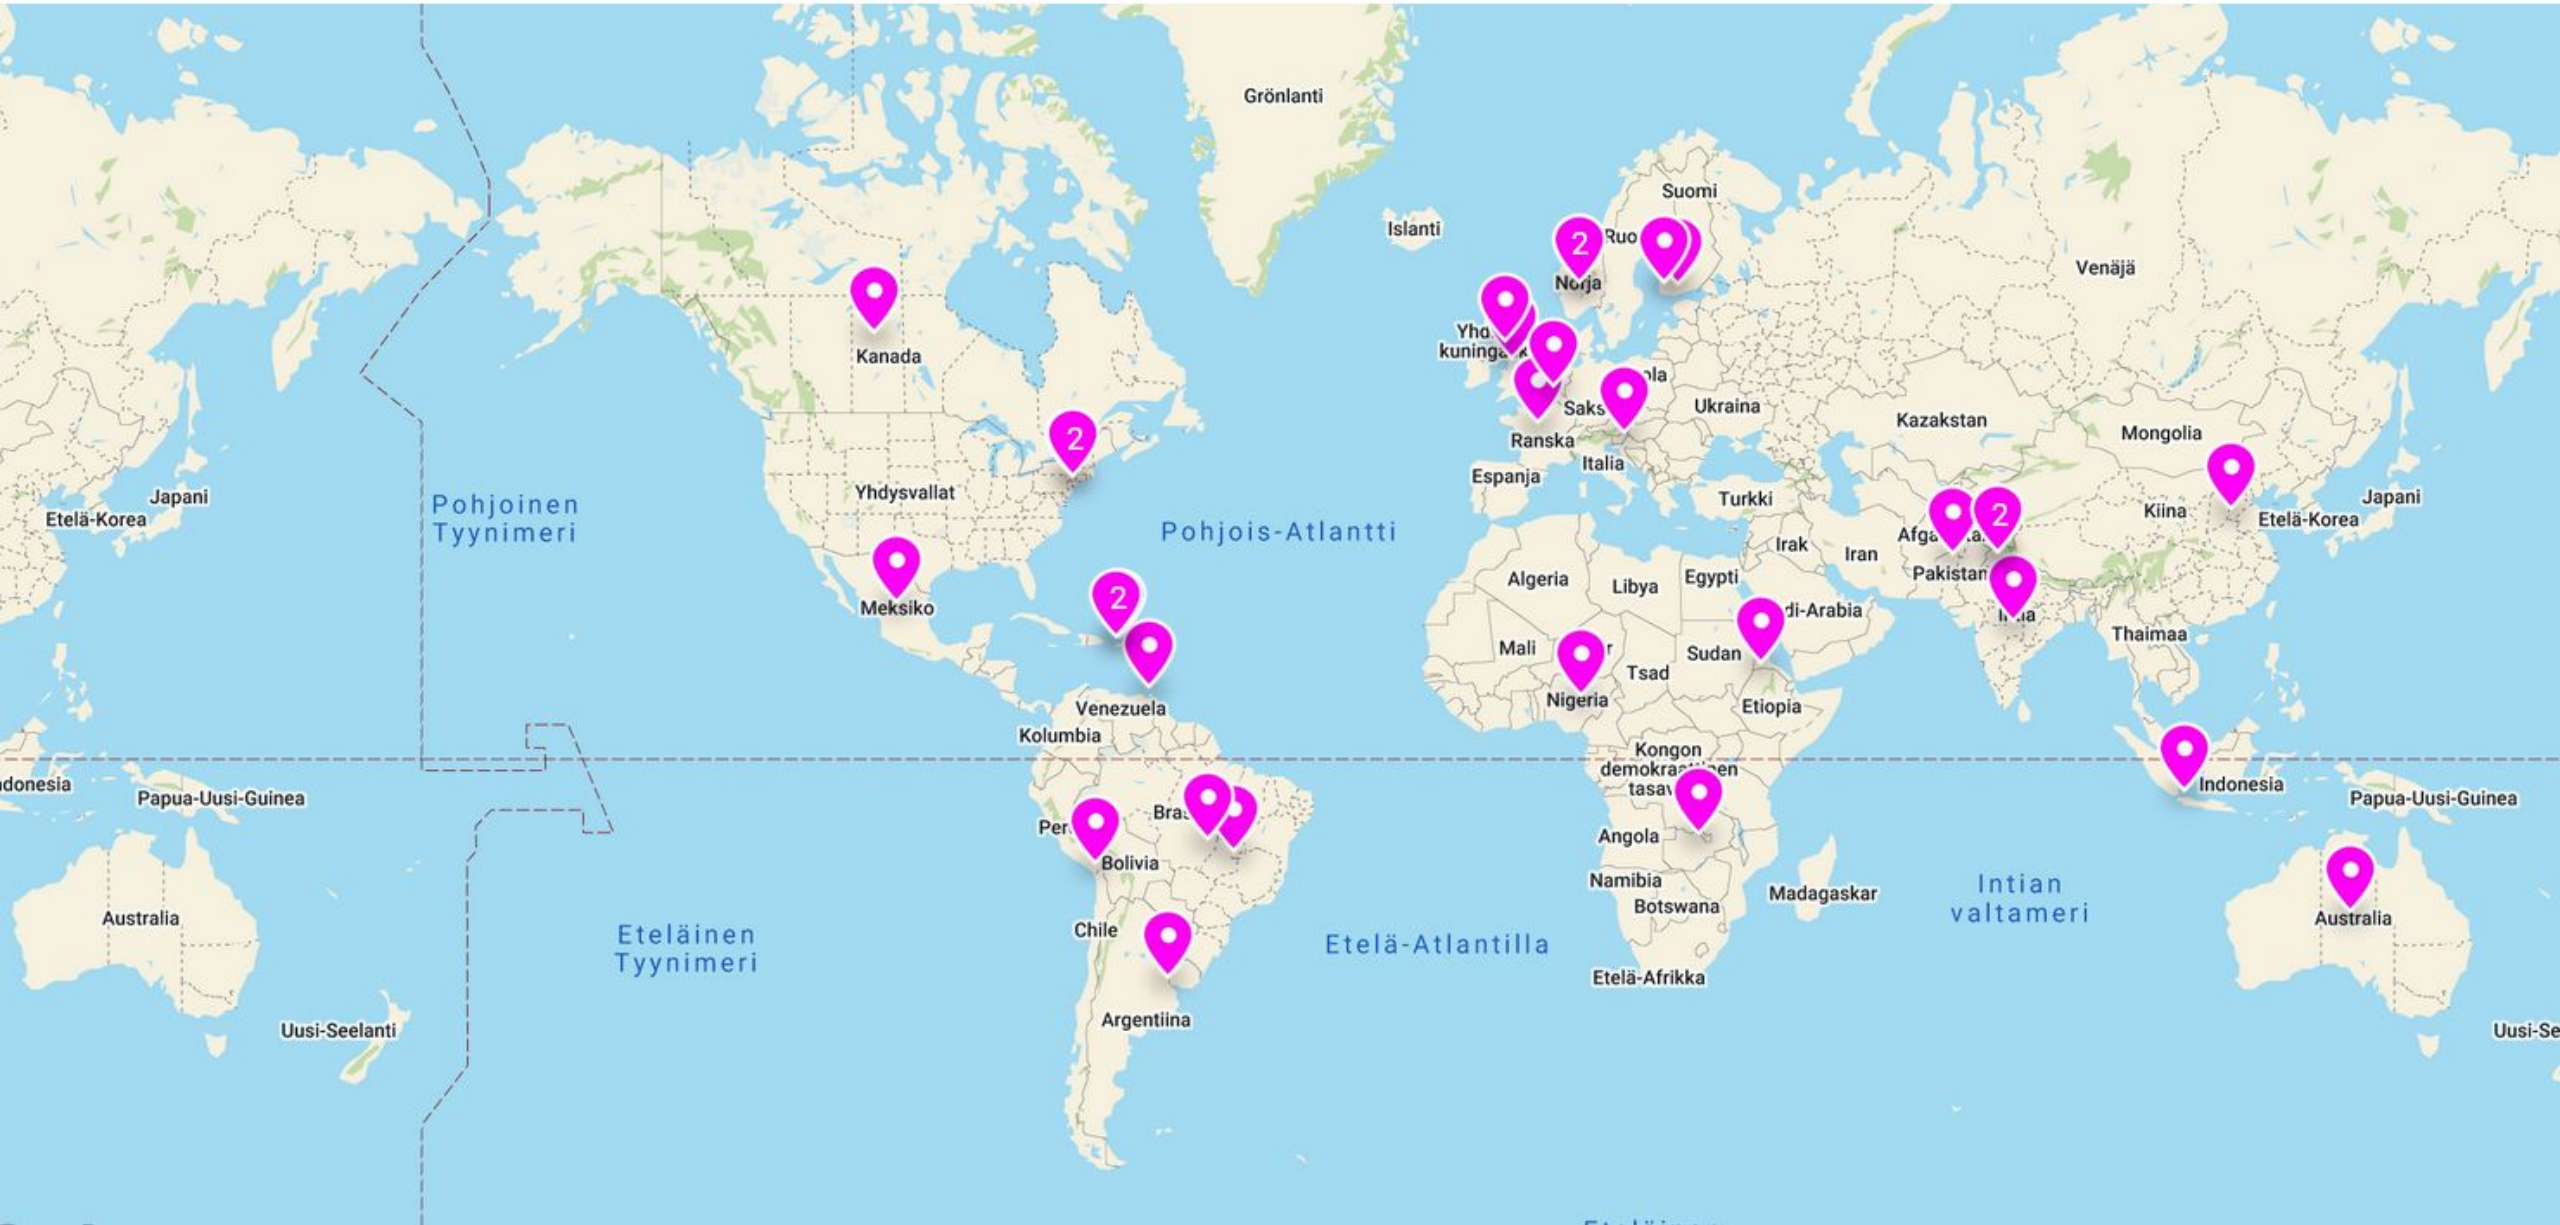 Grönlanti
Suomi
Islanti
2
Ruo
Venäjä
Norja
Kanada
kuninga
Saks
Ukraina
Kazakstan
2
Ranska
Mongolia
Italia
Espanja
Yhdysvallat
Turkki
Japani
Etelä-Korea
Pohjoinen
Tyynimeri
Pohjois-Atlantti
2
Kiina
Japani
Etelä-Korea
Irak
Iran
Algeria
Libya
Egypti
Pakistan
2
Meksiko
di-Arabia
Thaimaa
Mali
Sudan
Tsad
Nigeria
Etiopia
Venezuela
Kolumbia
Kongon
Indonesia
Papua-Uusi-Guinea
Papua-Uusi-Guinea
Angola
Bolivia
Namibia
Botswana
Madagaskar
Intian
valtameri
Australia
Australia
Chile
Eteläinen
Tyynimeri
Etelä-Atlantilla
Etelä-Afrikka
Argentiina
Uusi-Seelanti
Uusi-Se